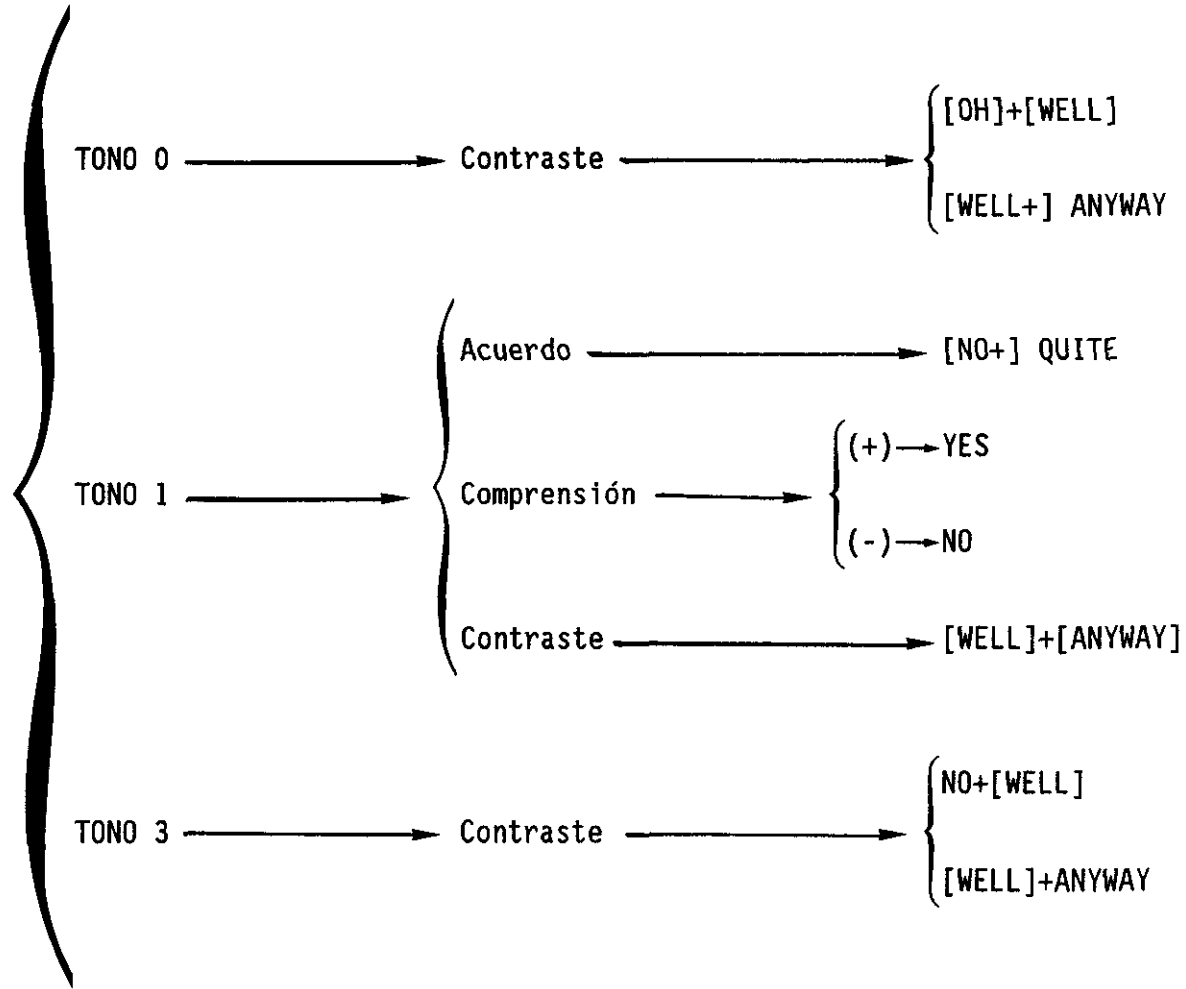 [OH]+[WELL]
TONO 0 Contraste
[WELL+] ANYWAY
Acuerdo [NO+] QUITE
(+) YES
TONO 1 Comprensión
(-) NO
Contraste [WELL]+[ANYWAY]
NO+[WELL]
TONO 3 Contraste
[WELL]+ANYWAY